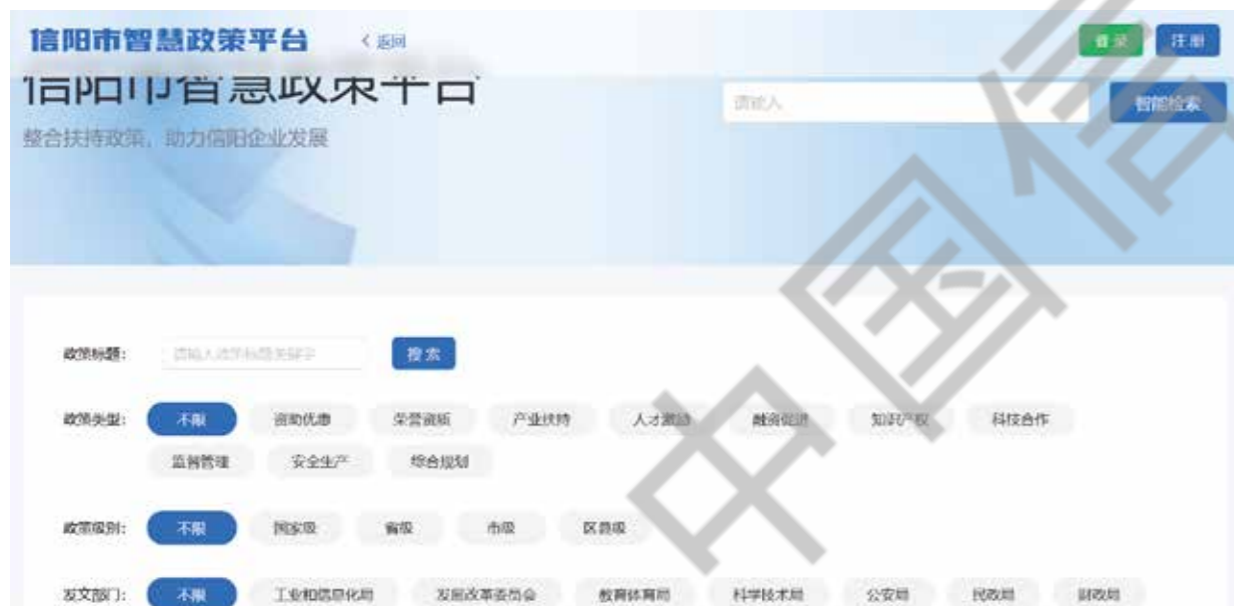 信阳市智慧政策平台 < 返回 登录 注册
信阳市智慧政策平台
请输入 智能检索
整合扶持政策，助力信阳企业发展
政策标题： 请输入政策标题关键字 搜索
政策类型： 不限 资助优惠 荣誉资质 产业扶持 人才激励 融资促进 知识产权 科技合作
监督管理 安全生产 综合规划
政策级别： 不限 国家级 省级 市级 区县级
发文部门： 不限 工业和信息化局 发展改革委员会 教育体育局 科学技术局 公安局 民政局 财政局
中国信